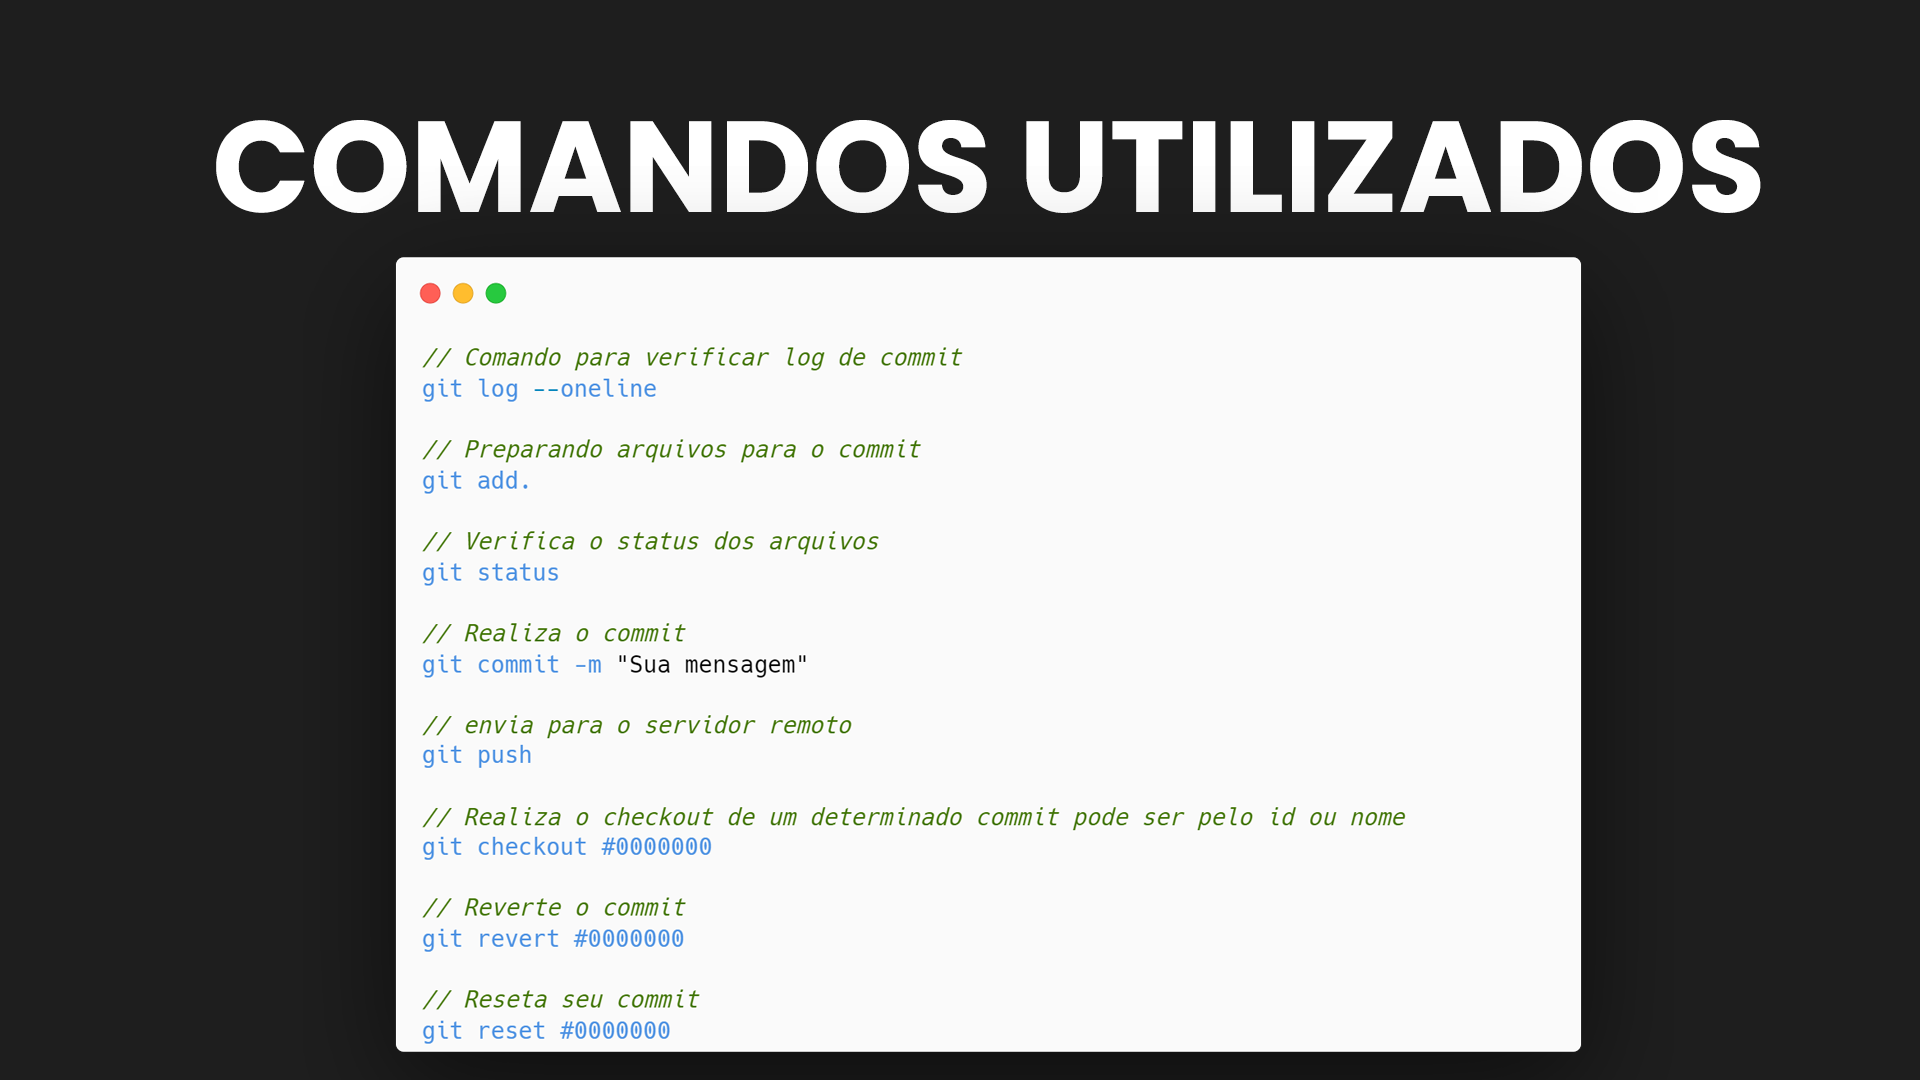 COMANDOS UTILIZADOS
// Comando para verificar log de commit
git log --oneline
// Preparando arquivos para o commit
git add.
// Verifica o status dos arquivos
git status
// Realiza o commit
git commit -m "Sua mensagem"
// envia para o servidor remoto
git push
// Realiza o checkout de um determinado commit pode ser pelo id ou nome
git checkout #0000000
// Reverte o commit
git revert #0000000
// Reseta seu commit
git reset #0000000